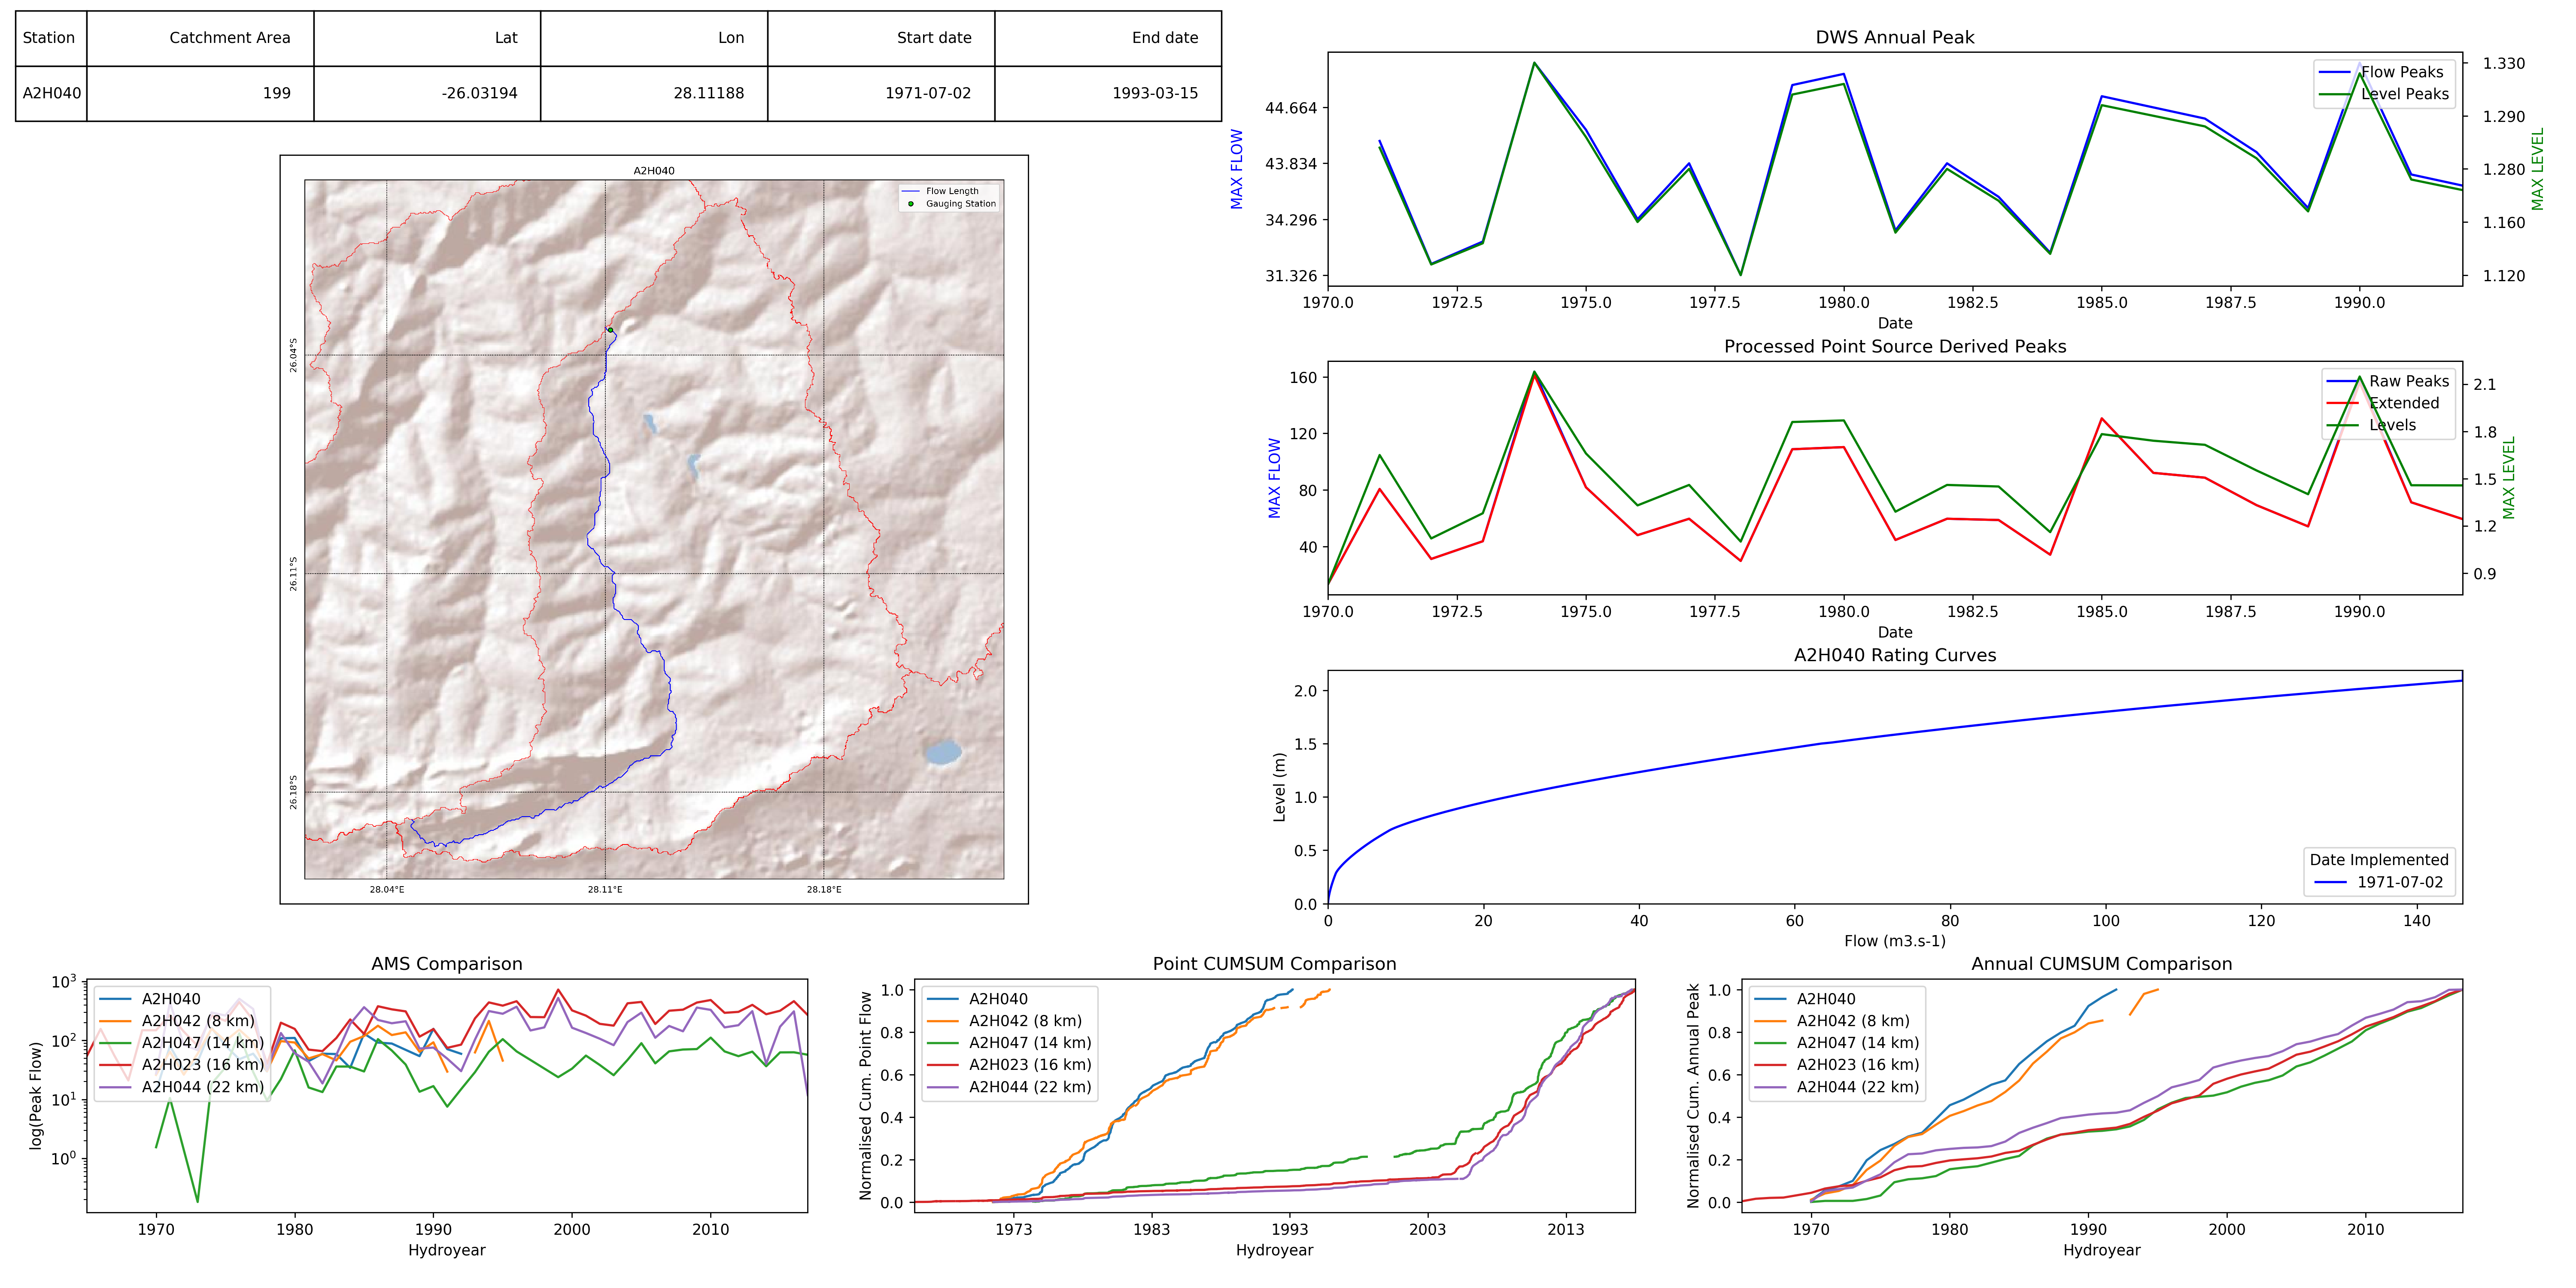 Station Catchment Area Lat Lon Start date End date
A2H040 199 -26.03194 28.11188 1971-07-02 1993-03-15
A2H040
Flow Length
Gauging Station
26.04°S
26.11°S
26.18°S
28.04°E 28.11°E 28.18°E
DWS Annual Peak
Flow Peaks
Level Peaks
MAX FLOW
44.664
43.834
34.296
31.326
MAX LEVEL
1.330
1.290
1.280
1.160
1.120
1970.0 1972.5 1975.0 1977.5 1980.0 1982.5 1985.0 1987.5 1990.0
Date
Processed Point Source Derived Peaks
Raw Peaks
Extended
Levels
MAX FLOW
160
120
80
40
MAX LEVEL
2.1
1.8
1.5
1.2
0.9
1970.0 1972.5 1975.0 1977.5 1980.0 1982.5 1985.0 1987.5 1990.0
Date
A2H040 Rating Curves
Level (m)
2.0
1.5
1.0
0.5
0.0
Date Implemented
1971-07-02
0 20 40 60 80 100 120 140
Flow (m3.s-1)
AMS Comparison
log(Peak Flow)
10³
10²
10¹
10⁰
A2H040
A2H042 (8 km)
A2H047 (14 km)
A2H023 (16 km)
A2H044 (22 km)
1970 1980 1990 2000 2010
Hydroyear
Point CUMSUM Comparison
Normalised Cum. Point Flow
1.0
0.8
0.6
0.4
0.2
0.0
A2H040
A2H042 (8 km)
A2H047 (14 km)
A2H023 (16 km)
A2H044 (22 km)
1973 1983 1993 2003 2013
Hydroyear
Annual CUMSUM Comparison
Normalised Cum. Annual Peak
1.0
0.8
0.6
0.4
0.2
0.0
A2H040
A2H042 (8 km)
A2H047 (14 km)
A2H023 (16 km)
A2H044 (22 km)
1970 1980 1990 2000 2010
Hydroyear